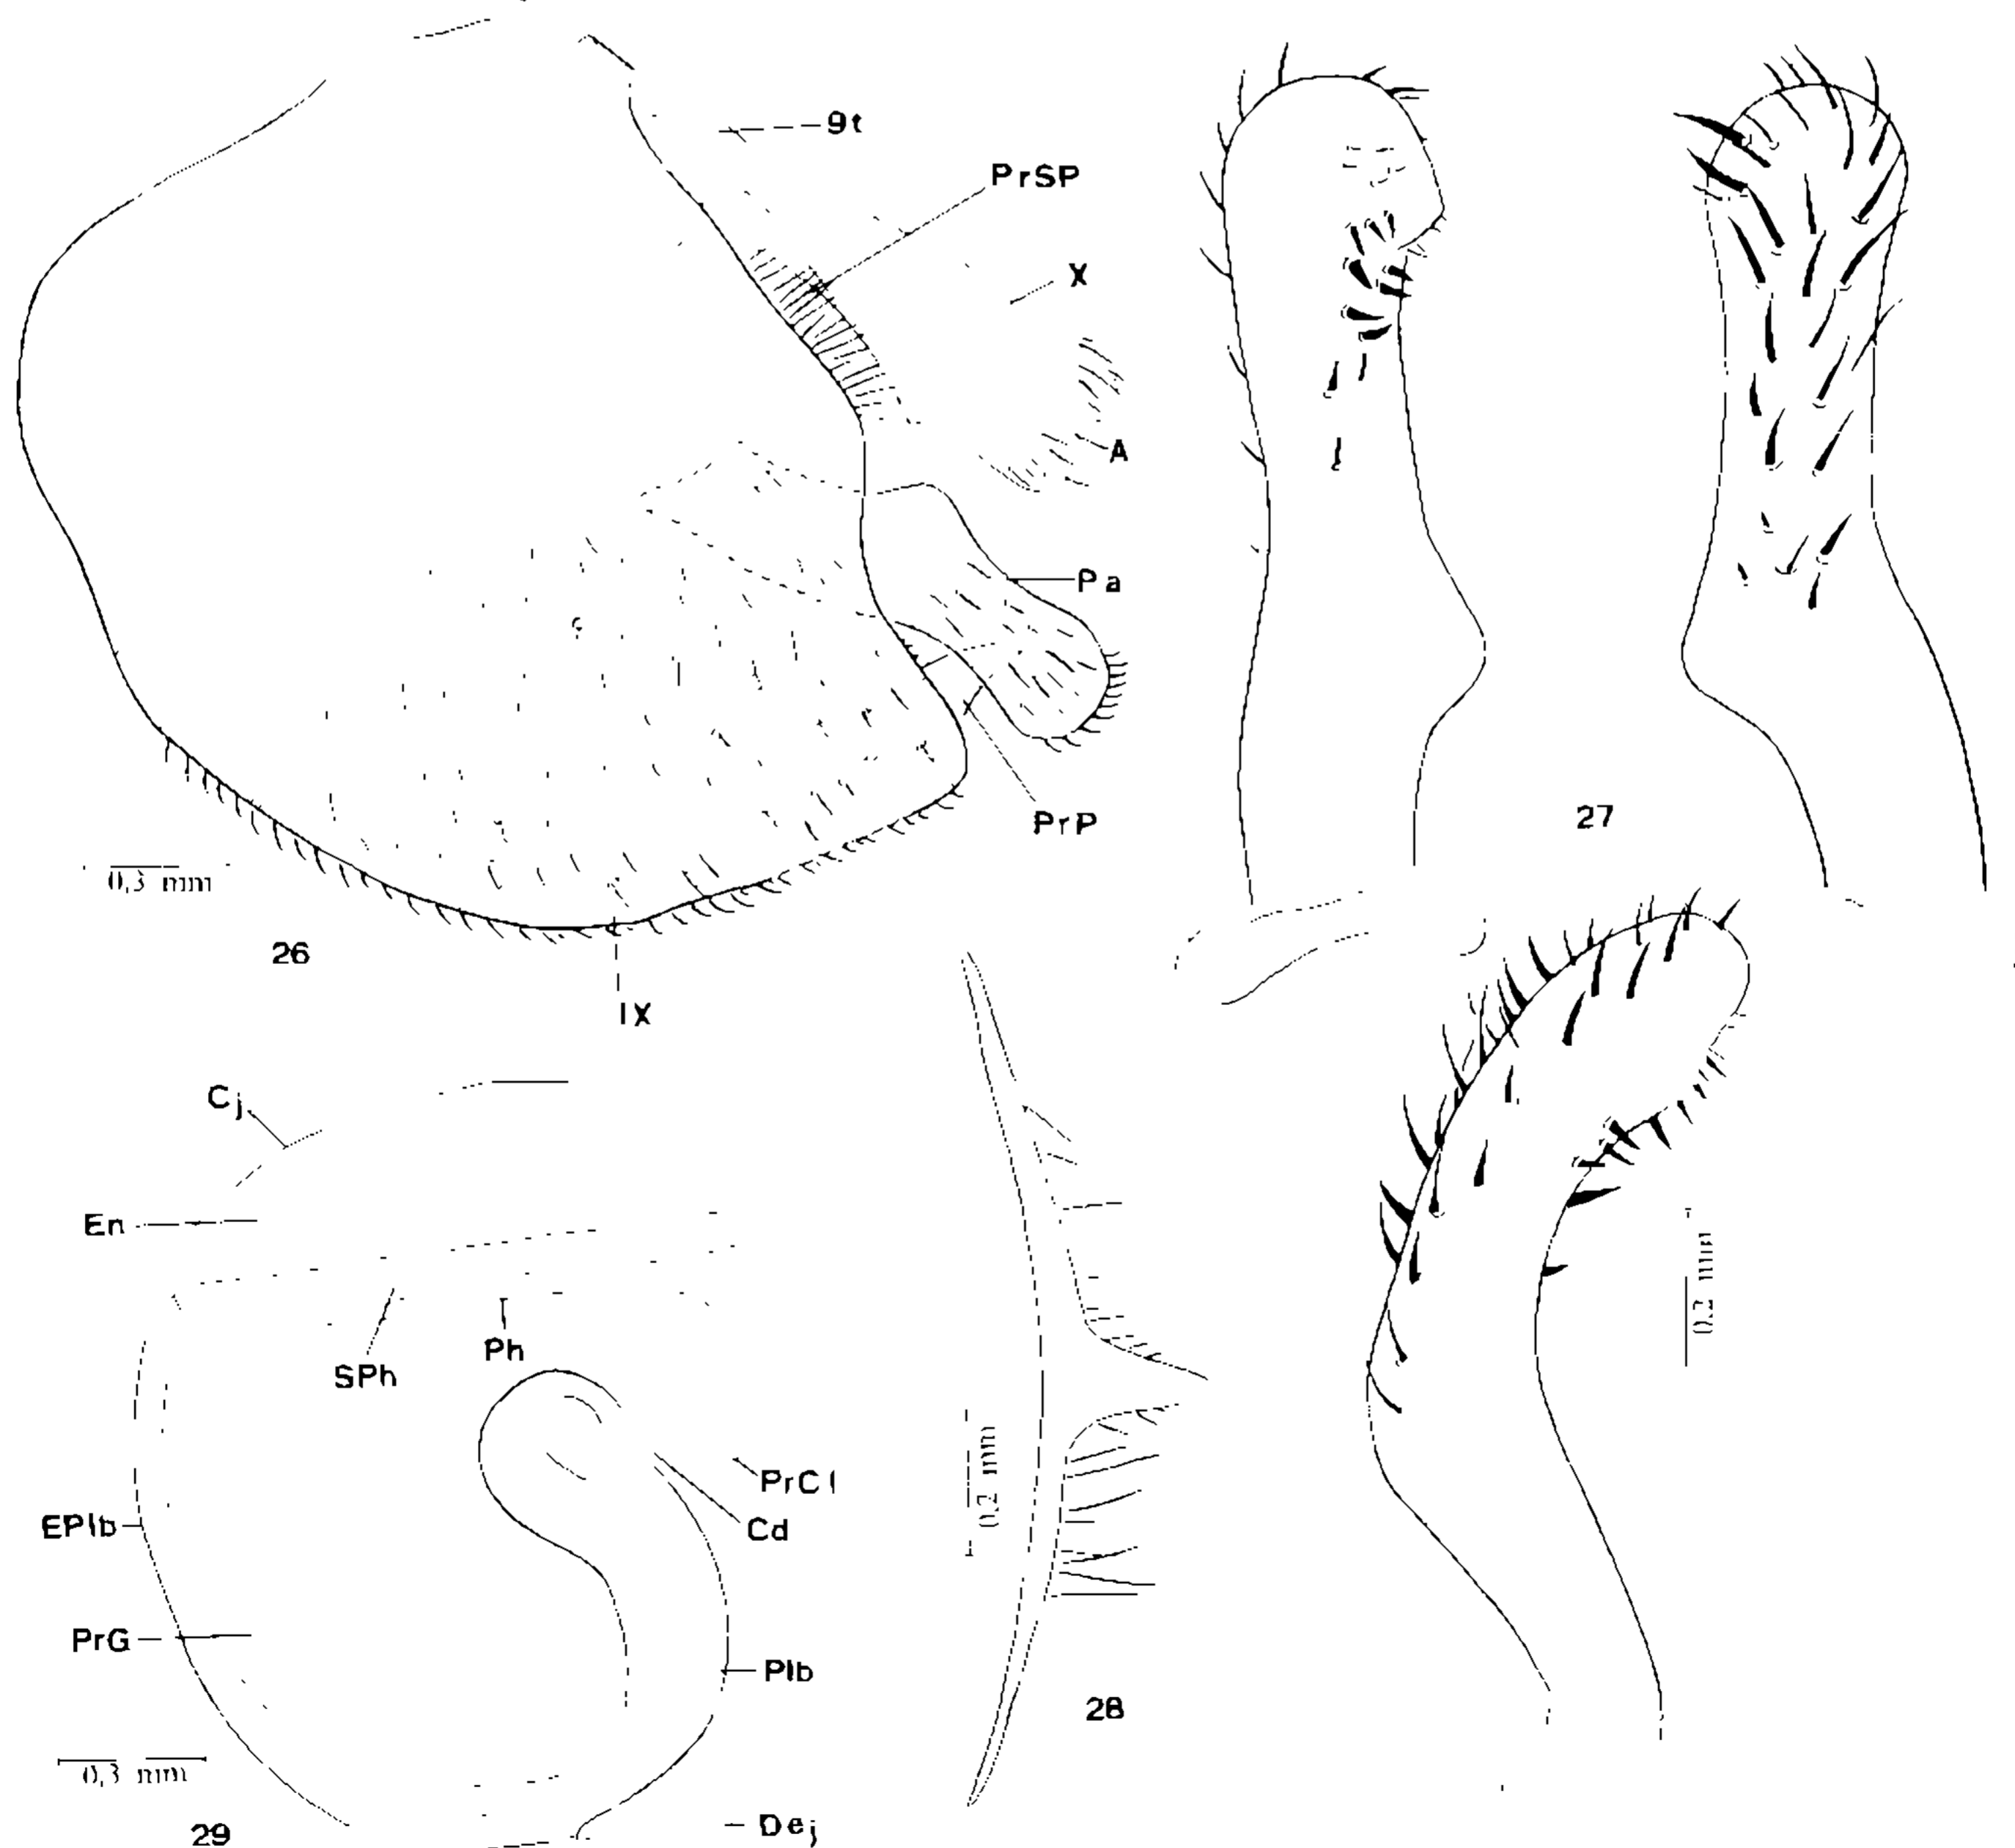 9t
PrSP
X
A
Pa
PrP
0,3 mm
26
IX
27
Cj
En
SPh
Ph
PrCl
Cd
EPlb
PrG
Plb
0,3 mm
29
Dej
0,2 mm
28
0,2 mm